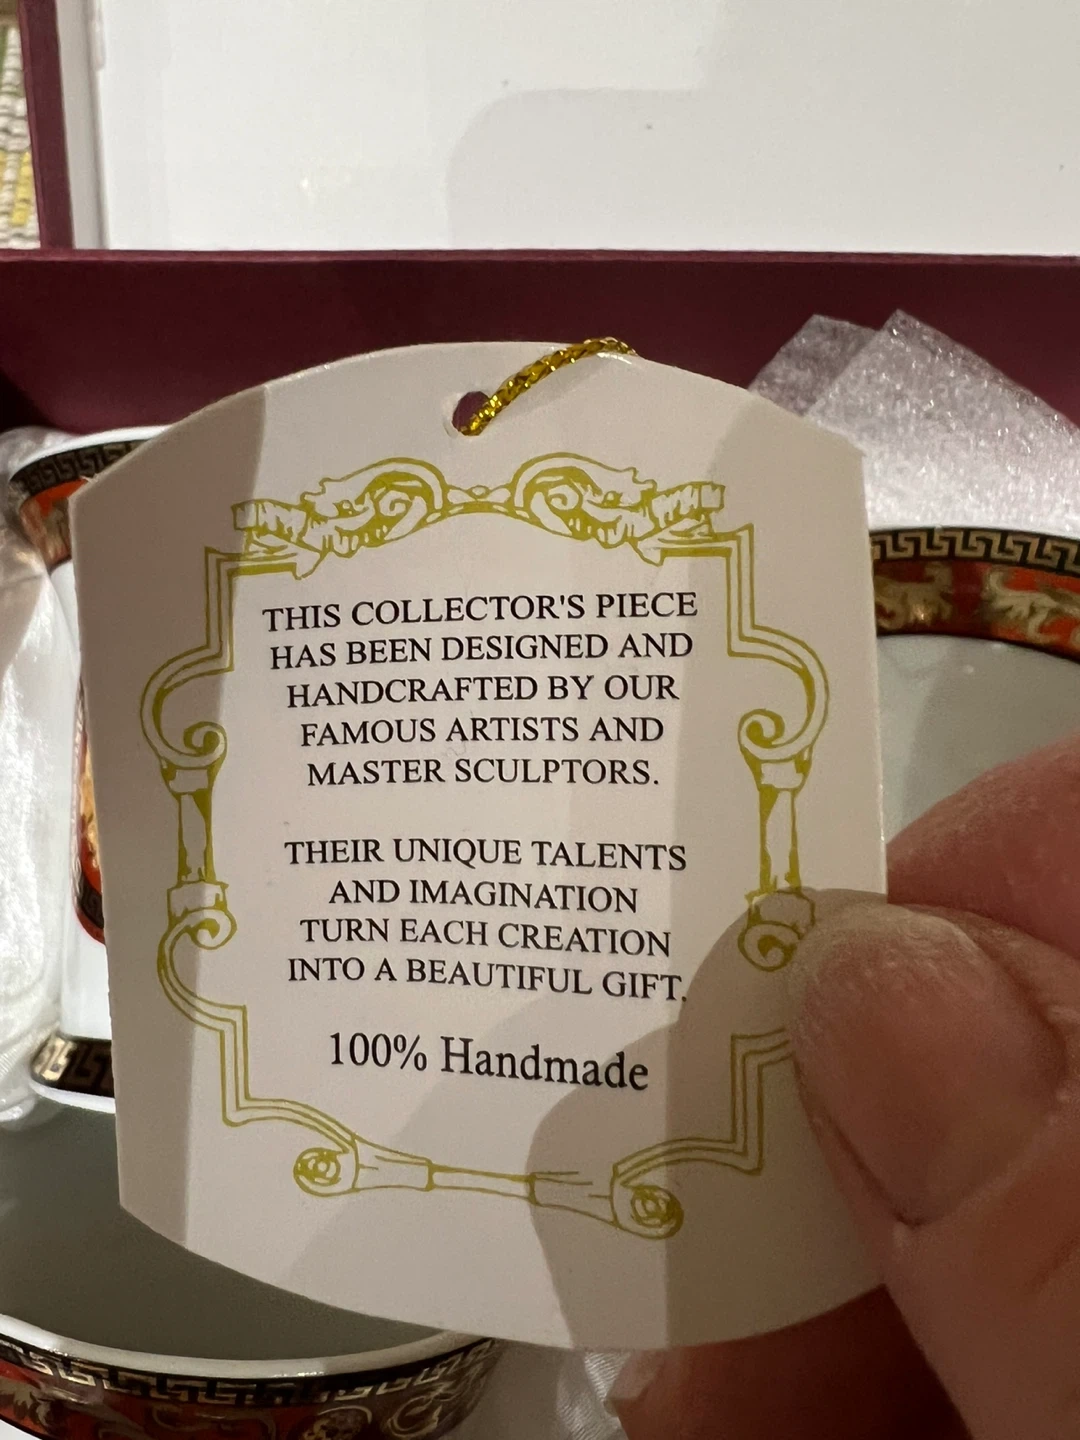 THIS COLLECTOR'S PIECE
HAS BEEN DESIGNED AND
HANDCRAFTED BY OUR
FAMOUS ARTISTS AND
MASTER SCULPTORS.
THEIR UNIQUE TALENTS
AND IMAGINATION
TURN EACH CREATION
INTO A BEAUTIFUL GIFT.
100% Handmade